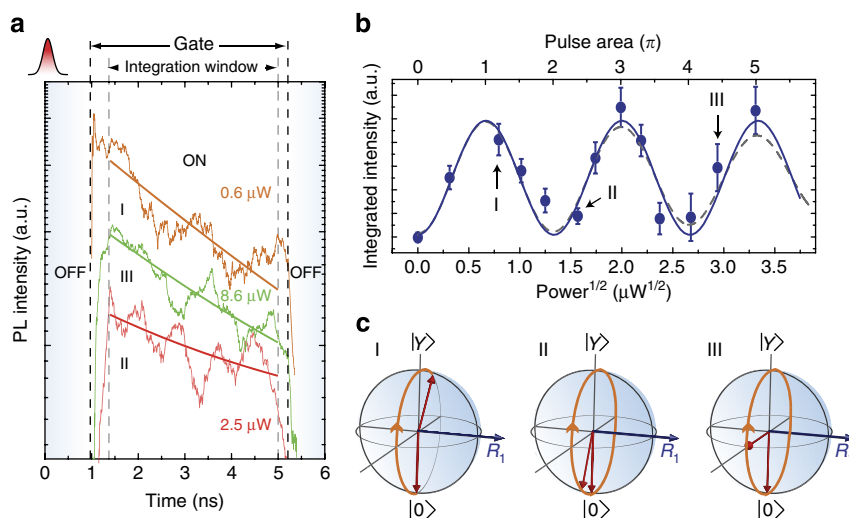 a
Gate
Integration window
ON
0.6 μW
I
OFF
OFF
III
8.6 μW
II
2.5 μW
PL intensity (a.u.)
0 1 2 3 4 5 6
Time (ns)
b
Pulse area (π)
0 1 2 3 4 5
Integrated intensity (a.u.)
III
I
II
0.0 0.5 1.0 1.5 2.0 2.5 3.0 3.5
Power1/2 (μW1/2)
c
I |Y⟩ II |Y⟩ III |Y⟩
R1 R1 R
|0⟩ |0⟩ |0⟩